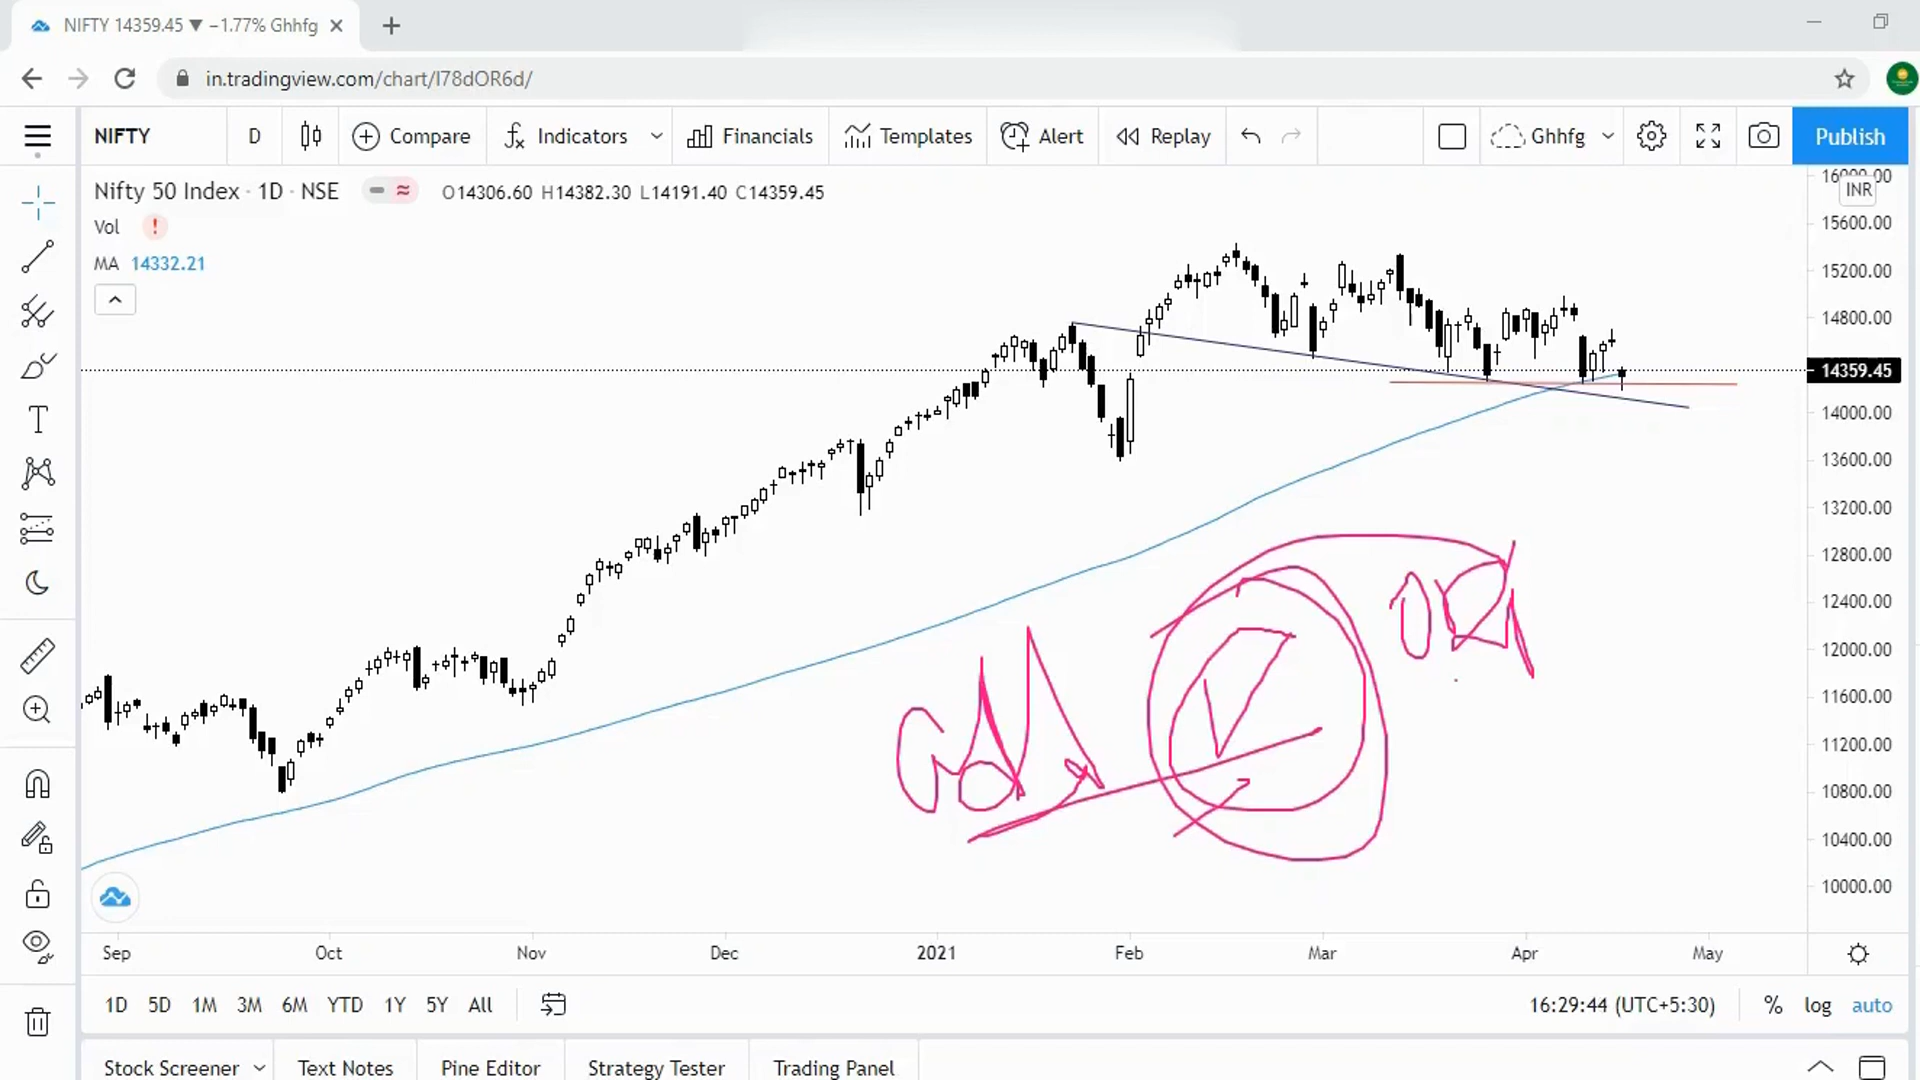 NIFTY 14359.45 ▼ −1.77% Ghhfg
in.tradingview.com/chart/I78dOR6d/
NIFTY D Compare Indicators Financials Templates Alert Replay Ghhfg Publish
Nifty 50 Index · 1D · NSE O14306.60 H14382.30 L14191.40 C14359.45
Vol !
MA 14332.21
16000.00
INR
15600.00
15200.00
14800.00
14359.45
14000.00
13600.00
13200.00
12800.00
12400.00
12000.00
11600.00
11200.00
10800.00
10400.00
10000.00
Sep Oct Nov Dec 2021 Feb Mar Apr May
1D 5D 1M 3M 6M YTD 1Y 5Y All 16:29:44 (UTC+5:30) % log auto
Stock Screener Text Notes Pine Editor Strategy Tester Trading Panel